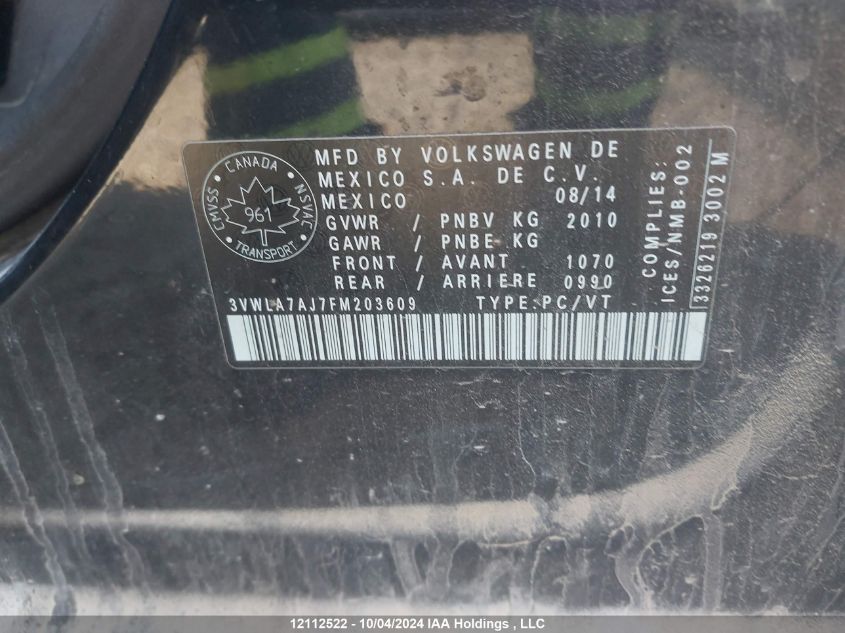 CANADA
CMVSS
NSVAC
961
TRANSPORT
MFD BY VOLKSWAGEN DE
MEXICO S.A. DE C.V.
MEXICO 08/14
GVWR / PNBV KG 2010
GAWR / PNBE KG
FRONT / AVANT 1070
REAR / ARRIERE 0990
3VWLA7AJ7FM203609 TYPE:PC/VT
COMPLIES:
ICES/NMB-002
3326219 3002 M
12112522 - 10/04/2024 IAA Holdings , LLC